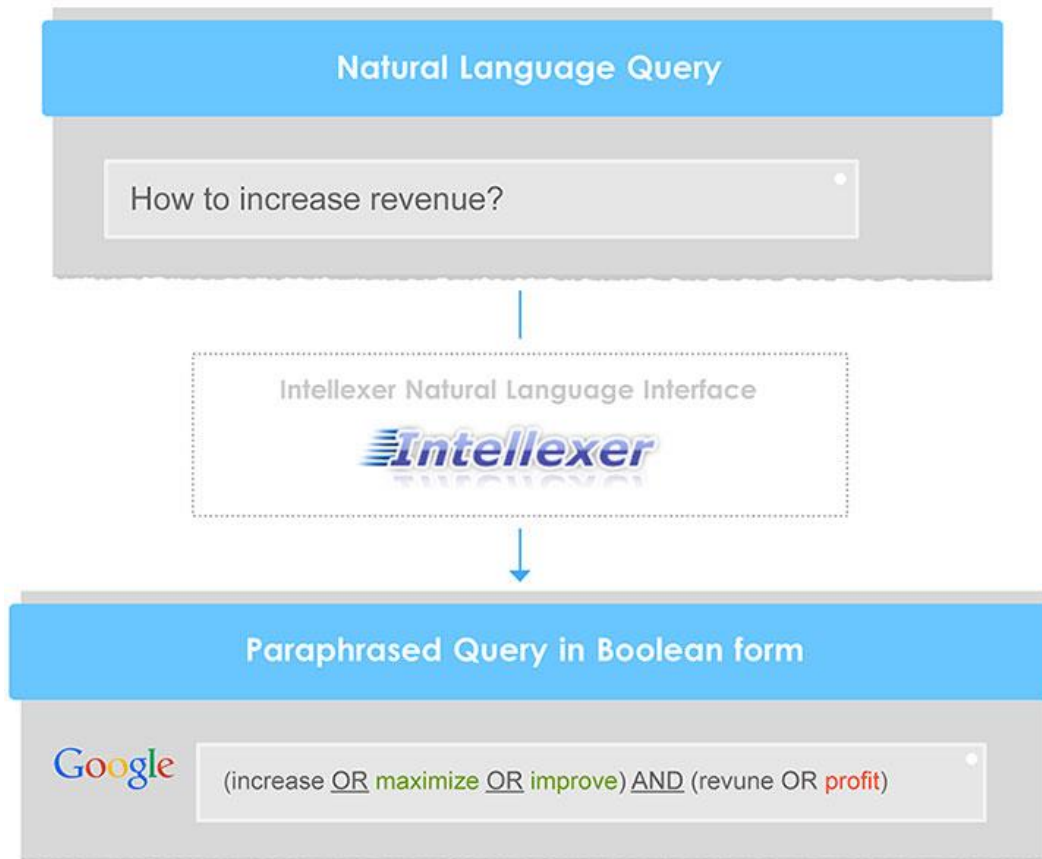 Natural Language Query
How to increase revenue?
Intellexer Natural Language Interface
Intellexer
Paraphrased Query in Boolean form
Google
(increase OR maximize OR improve) AND (revune OR profit)